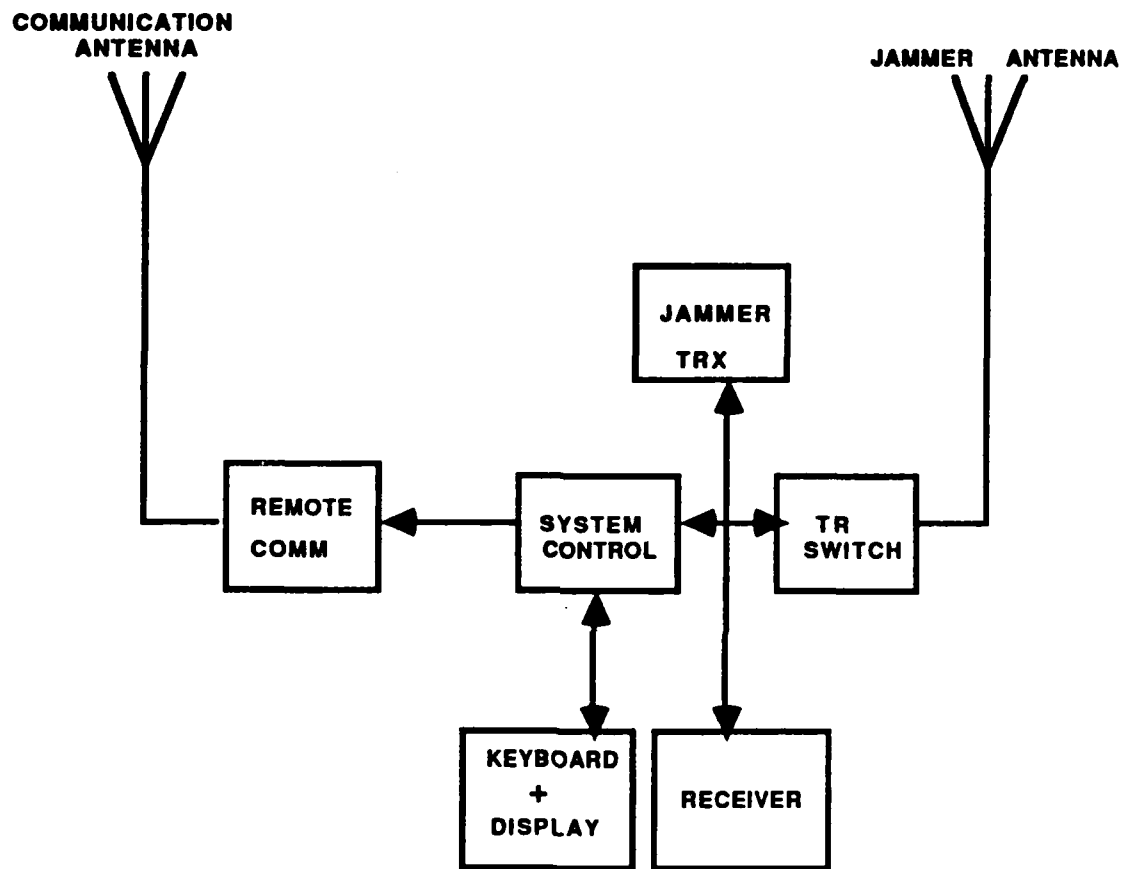 COMMUNICATION
ANTENNA
JAMMER ANTENNA
JAMMER
TRX
REMOTE
COMM
SYSTEM
CONTROL
TR
SWITCH
KEYBOARD
+
DISPLAY
RECEIVER